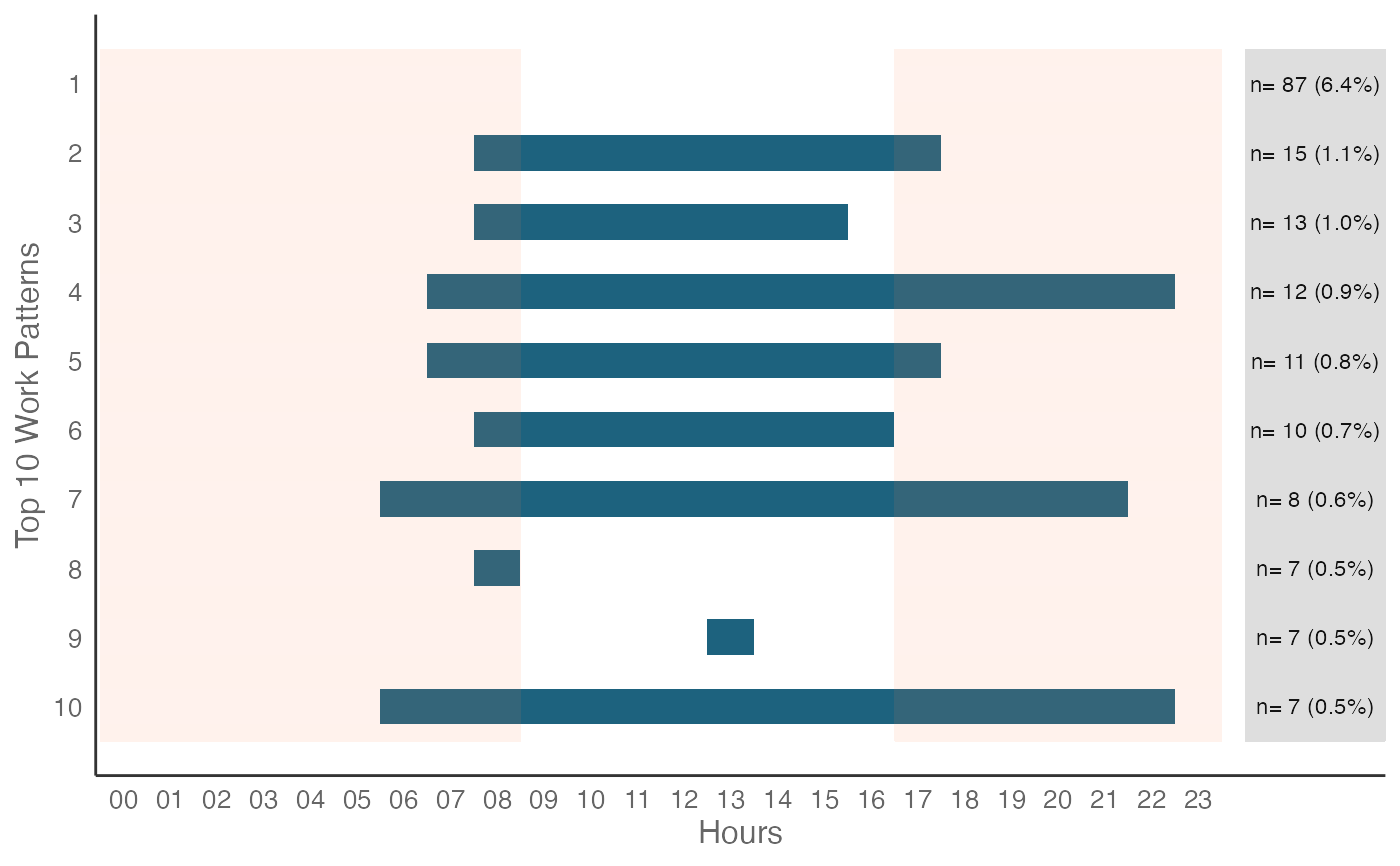 Top 10 Work Patterns
1 n= 87 (6.4%)
2 n= 15 (1.1%)
3 n= 13 (1.0%)
4 n= 12 (0.9%)
5 n= 11 (0.8%)
6 n= 10 (0.7%)
7 n= 8 (0.6%)
8 n= 7 (0.5%)
9 n= 7 (0.5%)
10 n= 7 (0.5%)
00 01 02 03 04 05 06 07 08 09 10 11 12 13 14 15 16 17 18 19 20 21 22 23
Hours